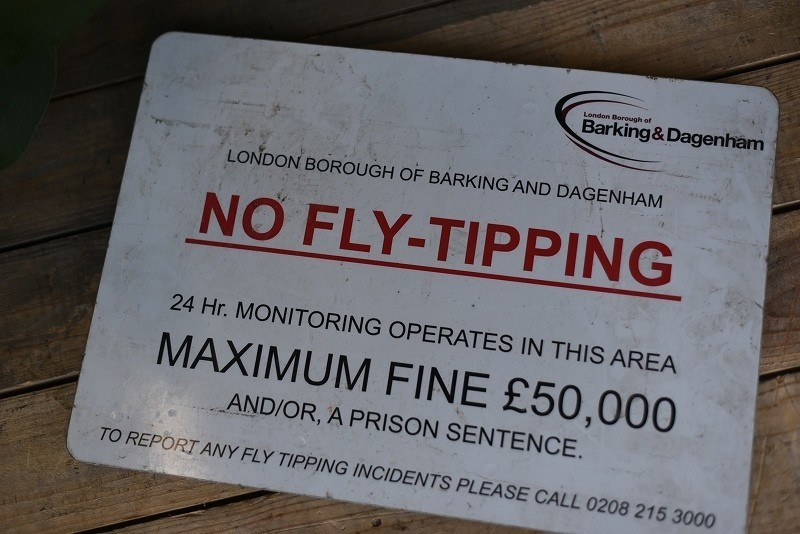 London Borough of
Barking&Dagenham
LONDON BOROUGH OF BARKING AND DAGENHAM
NO FLY-TIPPING
24 Hr. MONITORING OPERATES IN THIS AREA
MAXIMUM FINE £50,000
AND/OR, A PRISON SENTENCE.
TO REPORT ANY FLY TIPPING INCIDENTS PLEASE CALL 0208 215 3000